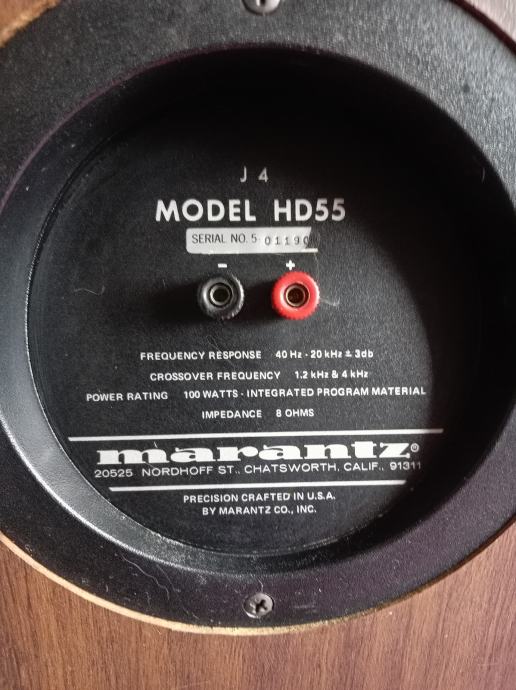 J 4
MODEL HD55
SERIAL NO. 5 01190
- +
FREQUENCY RESPONSE 40 Hz - 20 kHz ± 3db
CROSSOVER FREQUENCY 1.2 kHz & 4 kHz
POWER RATING 100 WATTS - INTEGRATED PROGRAM MATERIAL
IMPEDANCE 8 OHMS
marantz®
20525 NORDHOFF ST., CHATSWORTH, CALIF., 91311
PRECISION CRAFTED IN U.S.A.
BY MARANTZ CO., INC.